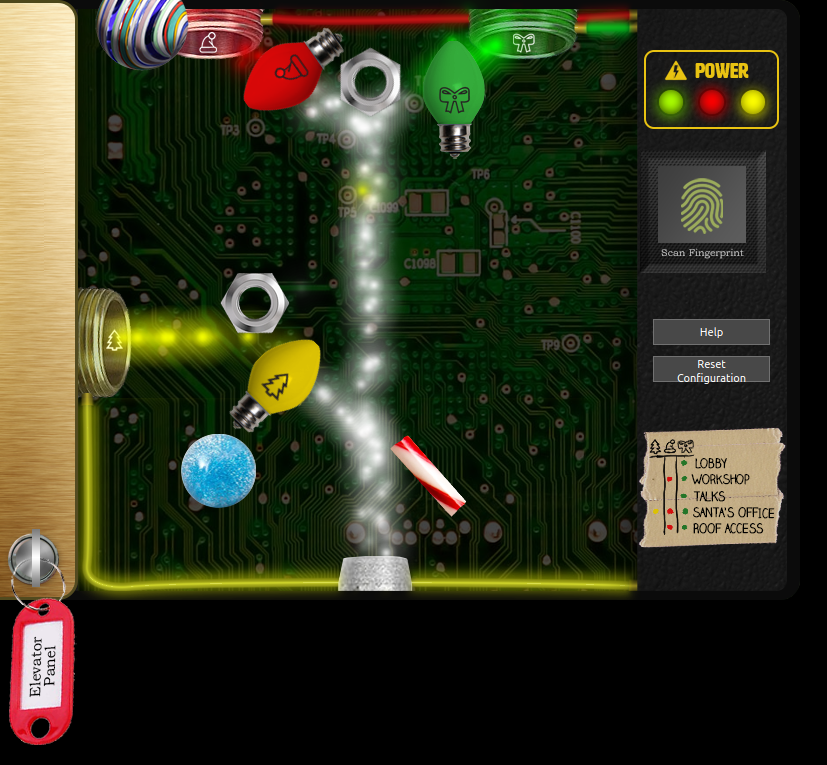 POWER
TP3
TP4
TP5
TP6
C1098
TP9
Scan Fingerprint
Help
Reset
Configuration
LOBBY
WORKSHOP
TALKS
SANTA'S OFFICE
ROOF ACCESS
Elevator
Panel